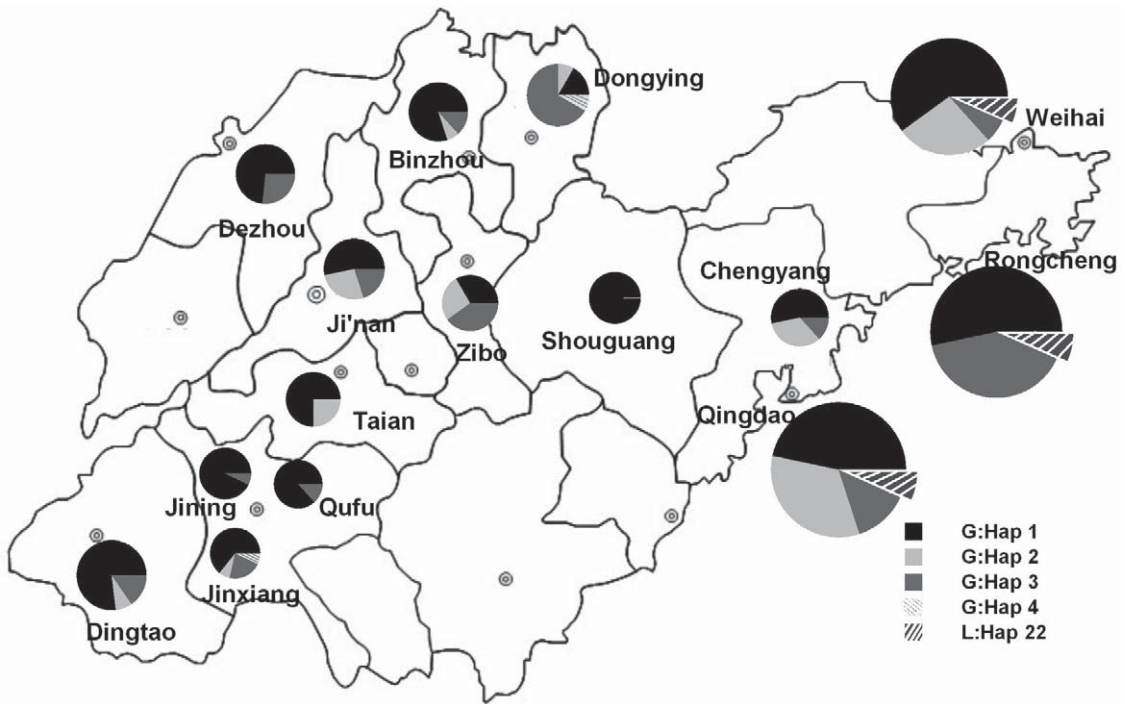 Dongying
Weihai
Binzhou
Dezhou
Rongcheng
Chengyang
Ji'nan
Zibo
Shouguang
Taian
Qingdao
Jining
Qufu
Jinxiang
Dingtao
G:Hap 1
G:Hap 2
G:Hap 3
G:Hap 4
L:Hap 22